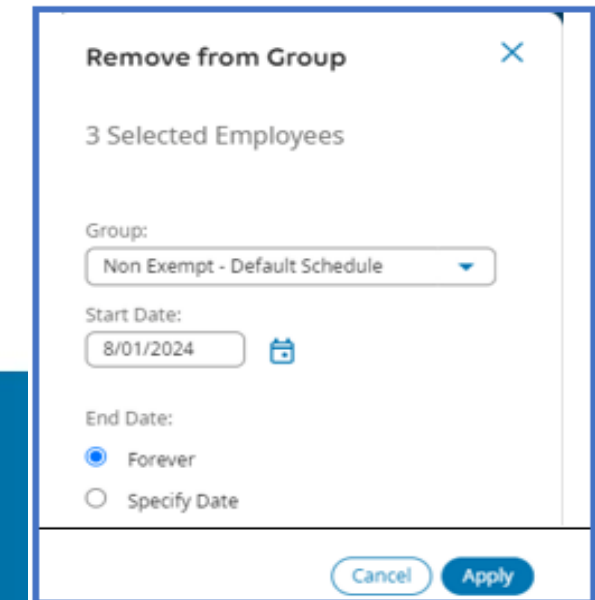 Remove from Group
3 Selected Employees
Group:
Non Exempt - Default Schedule
Start Date:
8/01/2024
End Date:
Forever
Specify Date
Cancel Apply